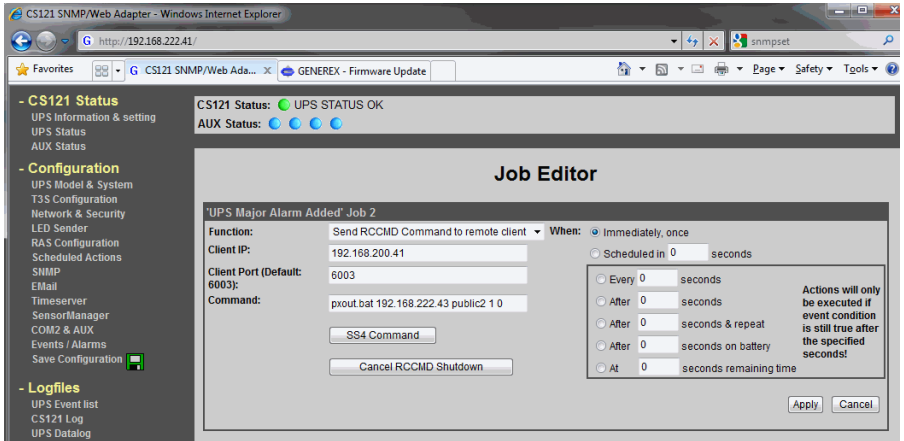 CS121 SNMP/Web Adapter - Windows Internet Explorer
G http://192.168.222.41/
snmpset
Favorites
G CS121 SNMP/Web Ada... X
GENEREX - Firmware Update
Page Safety Tools
- CS121 Status
UPS Information & setting
UPS Status
AUX Status
- Configuration
UPS Model & System
T3S Configuration
Network & Security
LED Sender
RAS Configuration
Scheduled Actions
SNMP
EMail
Timeserver
SensorManager
COM2 & AUX
Events / Alarms
Save Configuration
- Logfiles
UPS Event list
CS121 Log
UPS Datalog
CS121 Status: UPS STATUS OK
AUX Status:
Job Editor
'UPS Major Alarm Added' Job 2
Function: Send RCCMD Command to remote client
Client IP: 192.168.200.41
Client Port (Default: 6003
6003):
Command: pxout.bat 192.168.222.43 public2 1 0
SS4 Command
Cancel RCCMD Shutdown
When: Immediately, once
Scheduled in 0 seconds
Every 0 seconds
After 0 seconds
After 0 seconds & repeat
After 0 seconds on battery
At 0 seconds remaining time
Actions will only
be executed if
event condition
is still true after
the specified
seconds!
Apply Cancel